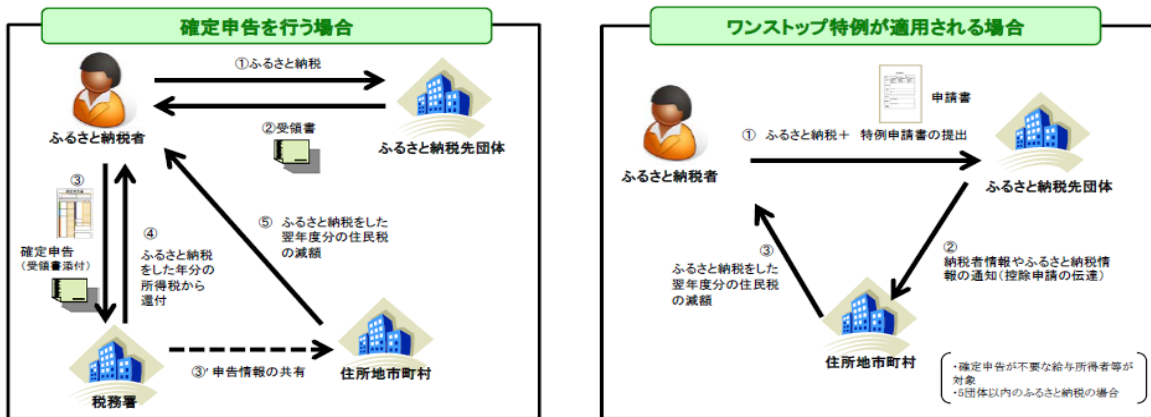 確定申告を行う場合
①ふるさと納税
ふるさと納税者
②受領書
ふるさと納税先団体
③
確定申告
（受領書添付）
④
ふるさと納税
をした年分の
所得税から
還付
⑤ ふるさと納税をした
翌年度分の住民税
の減額
税務署
③’申告情報の共有
住所地市町村
ワンストップ特例が適用される場合
申請書
① ふるさと納税＋ 特例申請書の提出
ふるさと納税者
ふるさと納税先団体
②
納税者情報やふるさと納税情
報の通知（控除申請の伝達）
③
ふるさと納税をした
翌年度分の住民税
の減額
住所地市町村
・確定申告が不要な給与所得者等が
対象
・5団体以内のふるさと納税の場合